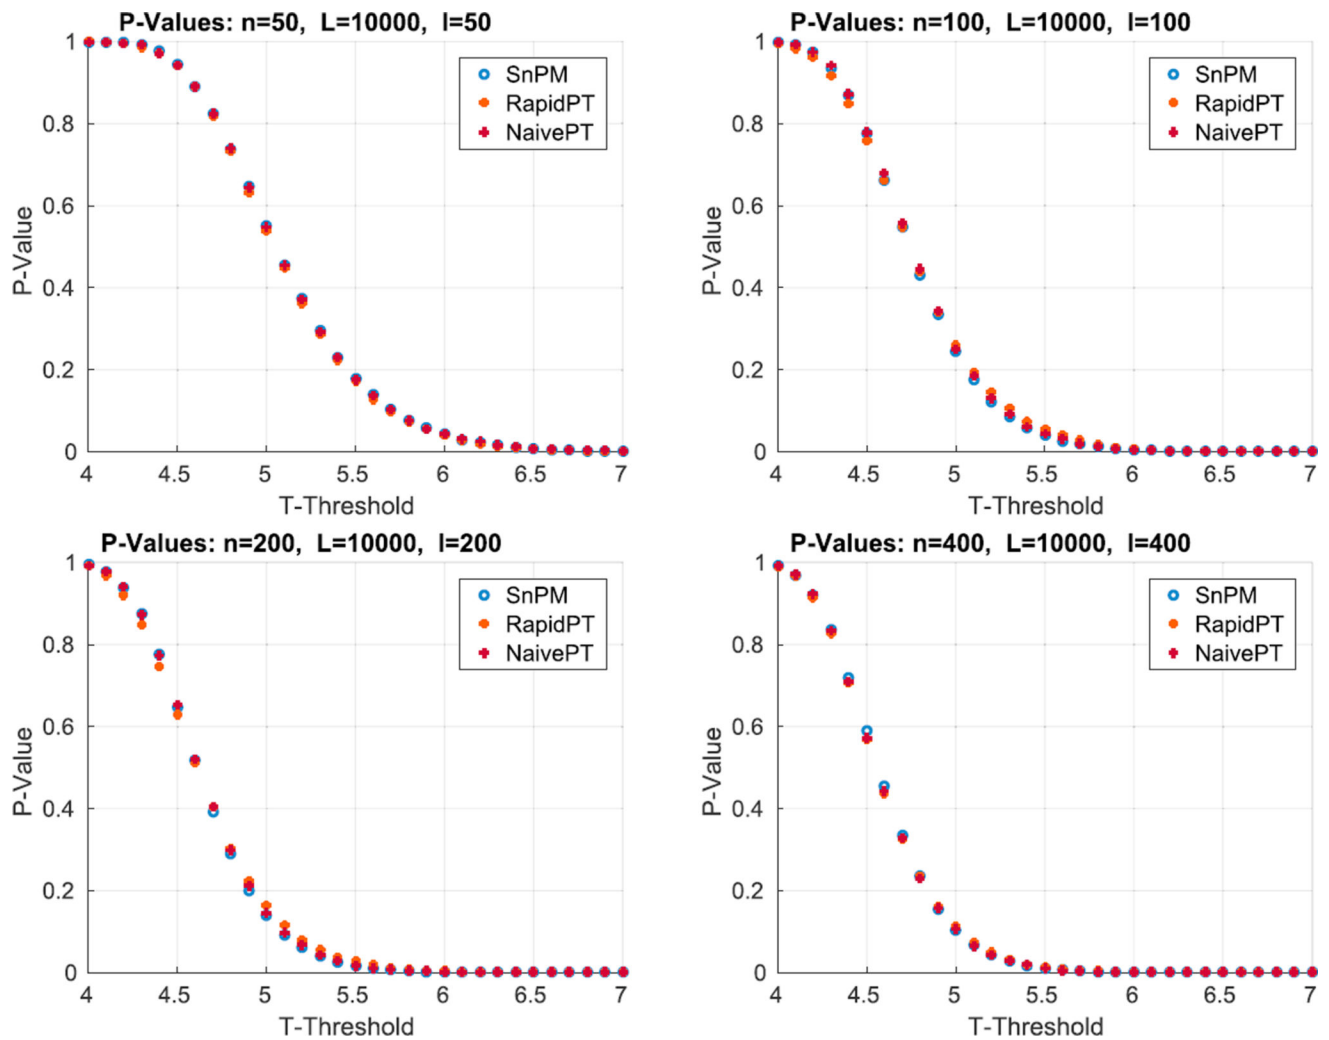 P-Values: n=50, L=10000, l=50
1
0.8
0.6
0.4
0.2
0
P-Value
SnPM
RapidPT
NaivePT
4 4.5 5 5.5 6 6.5 7
T-Threshold
P-Values: n=100, L=10000, l=100
1
0.8
0.6
0.4
0.2
0
P-Value
SnPM
RapidPT
NaivePT
4 4.5 5 5.5 6 6.5 7
T-Threshold
P-Values: n=200, L=10000, l=200
1
0.8
0.6
0.4
0.2
0
P-Value
SnPM
RapidPT
NaivePT
4 4.5 5 5.5 6 6.5 7
T-Threshold
P-Values: n=400, L=10000, l=400
1
0.8
0.6
0.4
0.2
0
P-Value
SnPM
RapidPT
NaivePT
4 4.5 5 5.5 6 6.5 7
T-Threshold